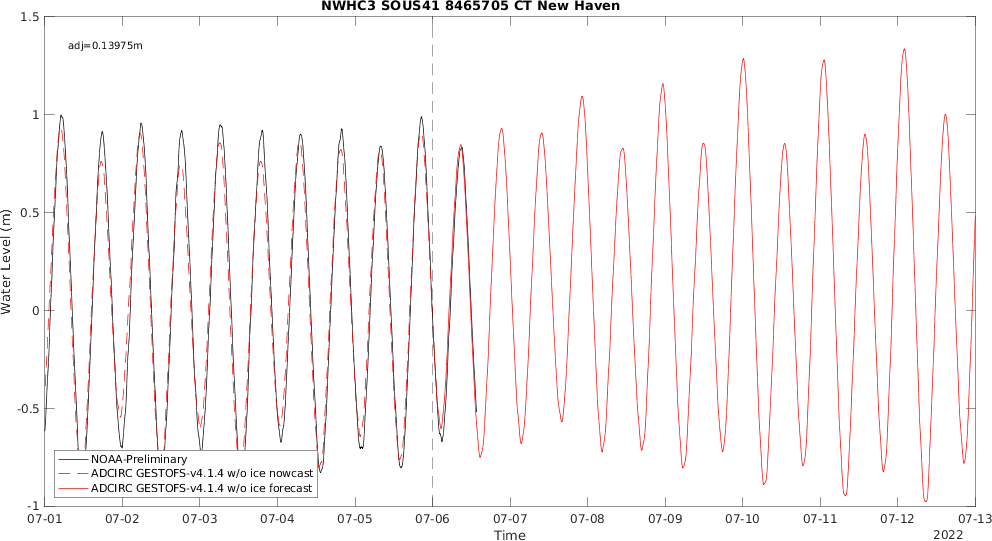 NWHC3 SOUS41 8465705 CT New Haven
1.5
adj=0.13975m
1
0.5
Water Level (m)
0
-0.5
NOAA-Preliminary
ADCIRC GESTOFS-v4.1.4 w/o ice nowcast
ADCIRC GESTOFS-v4.1.4 w/o ice forecast
-1
07-01 07-02 07-03 07-04 07-05 07-06 07-07 07-08 07-09 07-10 07-11 07-12 07-13
Time
2022